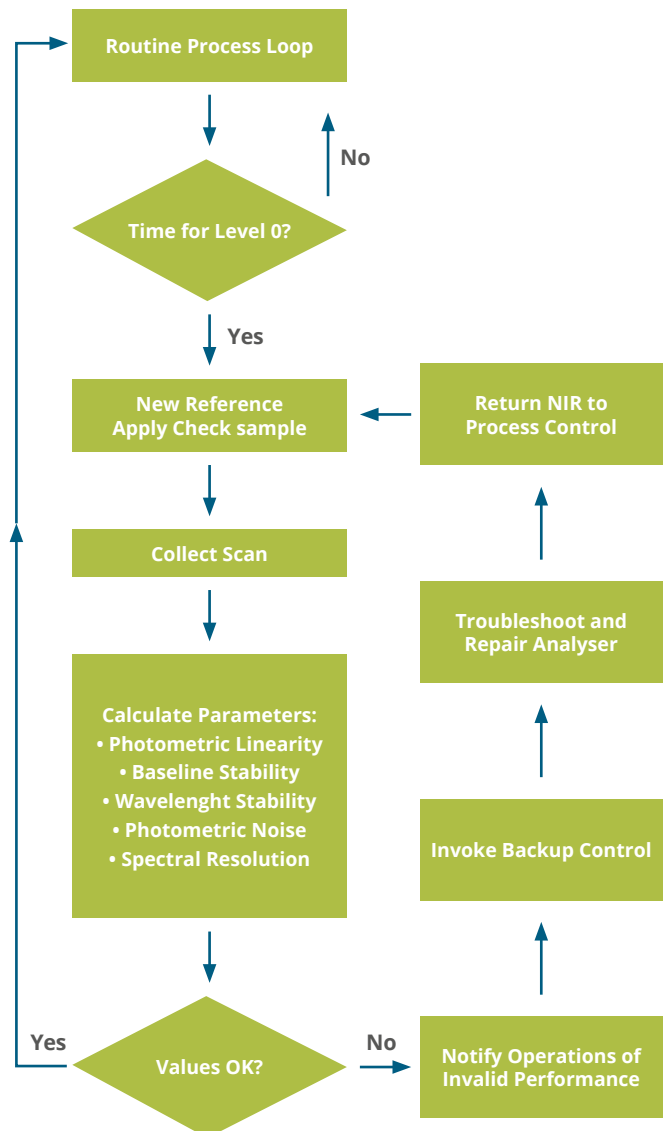 Routine Process Loop
No
Time for Level 0?
Yes
New Reference
Apply Check sample
Collect Scan
Calculate Parameters:
• Photometric Linearity
• Baseline Stability
• Wavelenght Stability
• Photometric Noise
• Spectral Resolution
Yes
Values OK?
No
Notify Operations of
Invalid Performance
Invoke Backup Control
Troubleshoot and
Repair Analyser
Return NIR to
Process Control